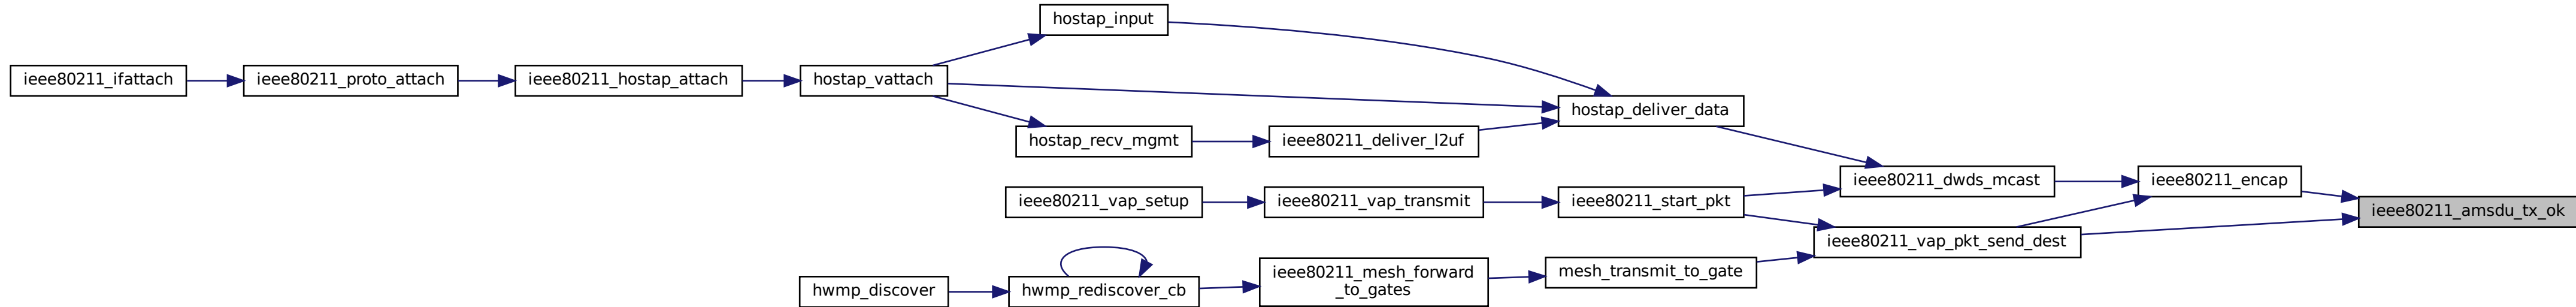 hostap_input
ieee80211_ifattach
ieee80211_proto_attach
ieee80211_hostap_attach
hostap_vattach
hostap_deliver_data
hostap_recv_mgmt
ieee80211_deliver_l2uf
ieee80211_dwds_mcast
ieee80211_encap
ieee80211_vap_setup
ieee80211_vap_transmit
ieee80211_start_pkt
ieee80211_amsdu_tx_ok
ieee80211_vap_pkt_send_dest
hwmp_discover
hwmp_rediscover_cb
ieee80211_mesh_forward
_to_gates
mesh_transmit_to_gate